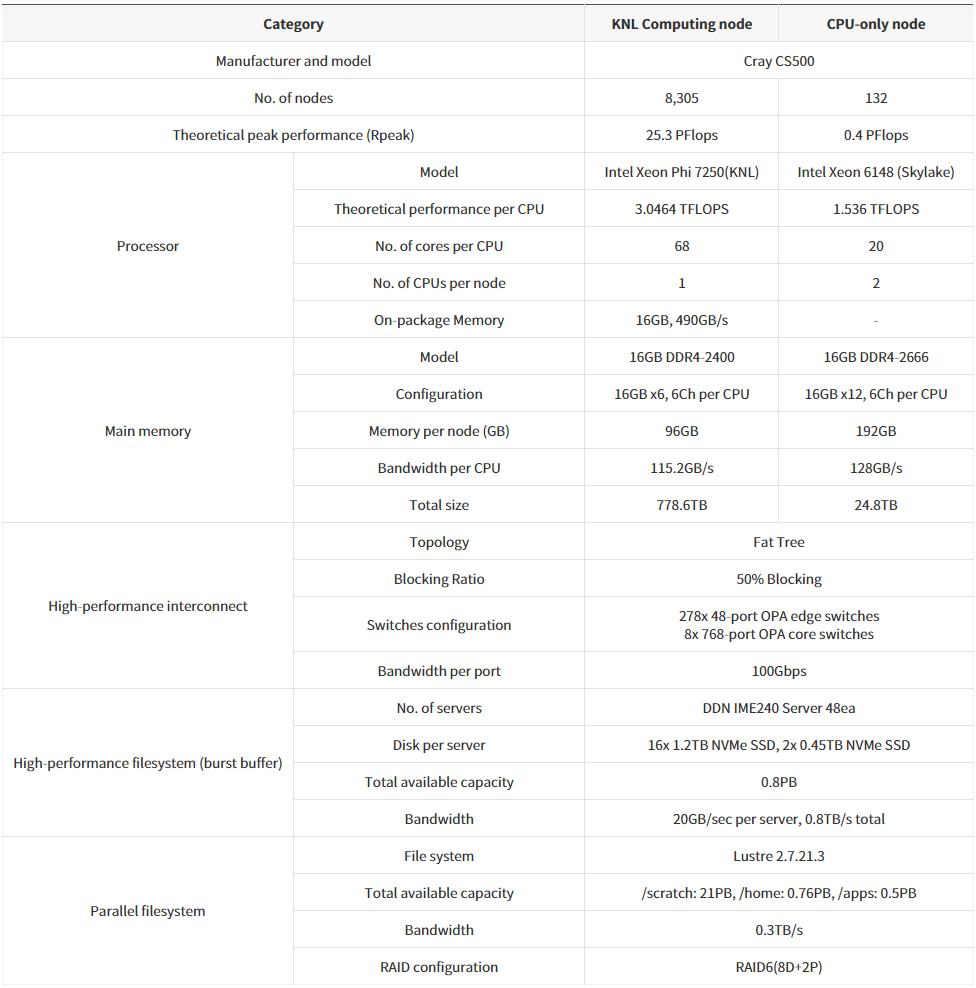 Category KNL Computing node CPU-only node
Manufacturer and model Cray CS500
No. of nodes 8,305 132
Theoretical peak performance (Rpeak) 25.3 PFlops 0.4 PFlops
Processor
Model Intel Xeon Phi 7250(KNL) Intel Xeon 6148 (Skylake)
Theoretical performance per CPU 3.0464 TFLOPS 1.536 TFLOPS
No. of cores per CPU 68 20
No. of CPUs per node 1 2
On-package Memory 16GB, 490GB/s -
Main memory
Model 16GB DDR4-2400 16GB DDR4-2666
Configuration 16GB x6, 6Ch per CPU 16GB x12, 6Ch per CPU
Memory per node (GB) 96GB 192GB
Bandwidth per CPU 115.2GB/s 128GB/s
Total size 778.6TB 24.8TB
High-performance interconnect
Topology Fat Tree
Blocking Ratio 50% Blocking
Switches configuration 278x 48-port OPA edge switches
8x 768-port OPA core switches
Bandwidth per port 100Gbps
High-performance filesystem (burst buffer)
No. of servers DDN IME240 Server 48ea
Disk per server 16x 1.2TB NVMe SSD, 2x 0.45TB NVMe SSD
Total available capacity 0.8PB
Bandwidth 20GB/sec per server, 0.8TB/s total
Parallel filesystem
File system Lustre 2.7.21.3
Total available capacity /scratch: 21PB, /home: 0.76PB, /apps: 0.5PB
Bandwidth 0.3TB/s
RAID configuration RAID6(8D+2P)